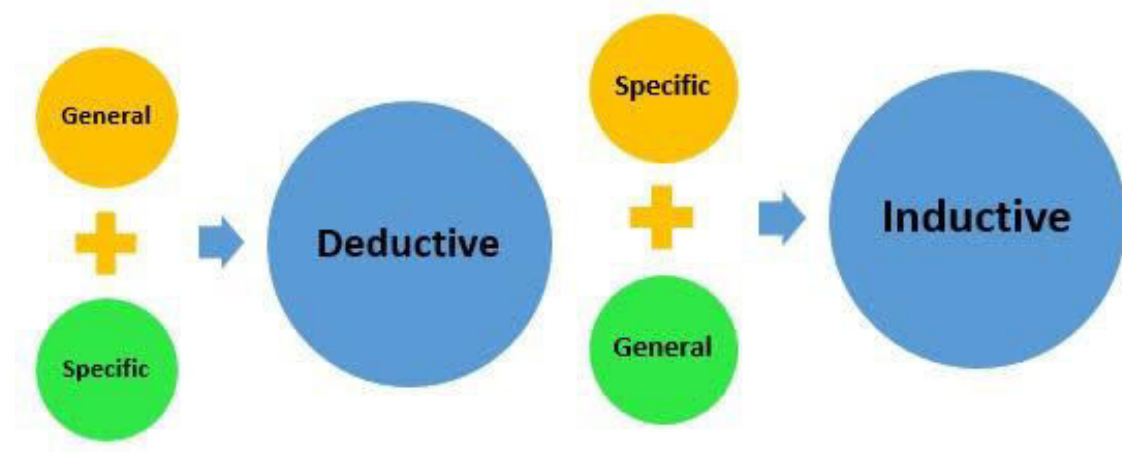 General
Specific
Deductive
Specific
General
Inductive